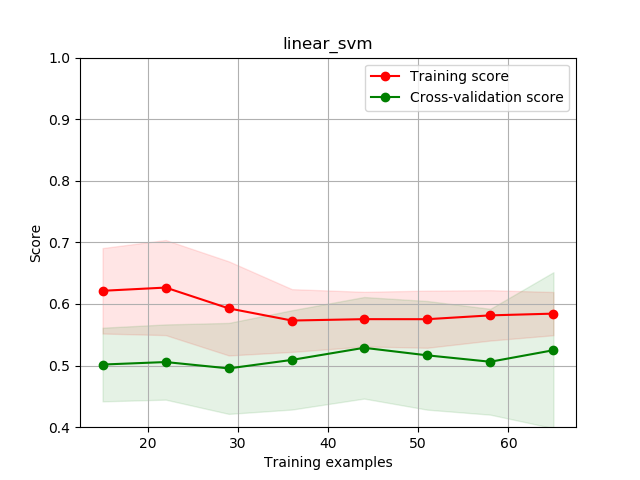 linear_svm
1.0
0.9
0.8
0.7
0.6
0.5
0.4
Score
Training score
Cross-validation score
20 30 40 50 60
Training examples